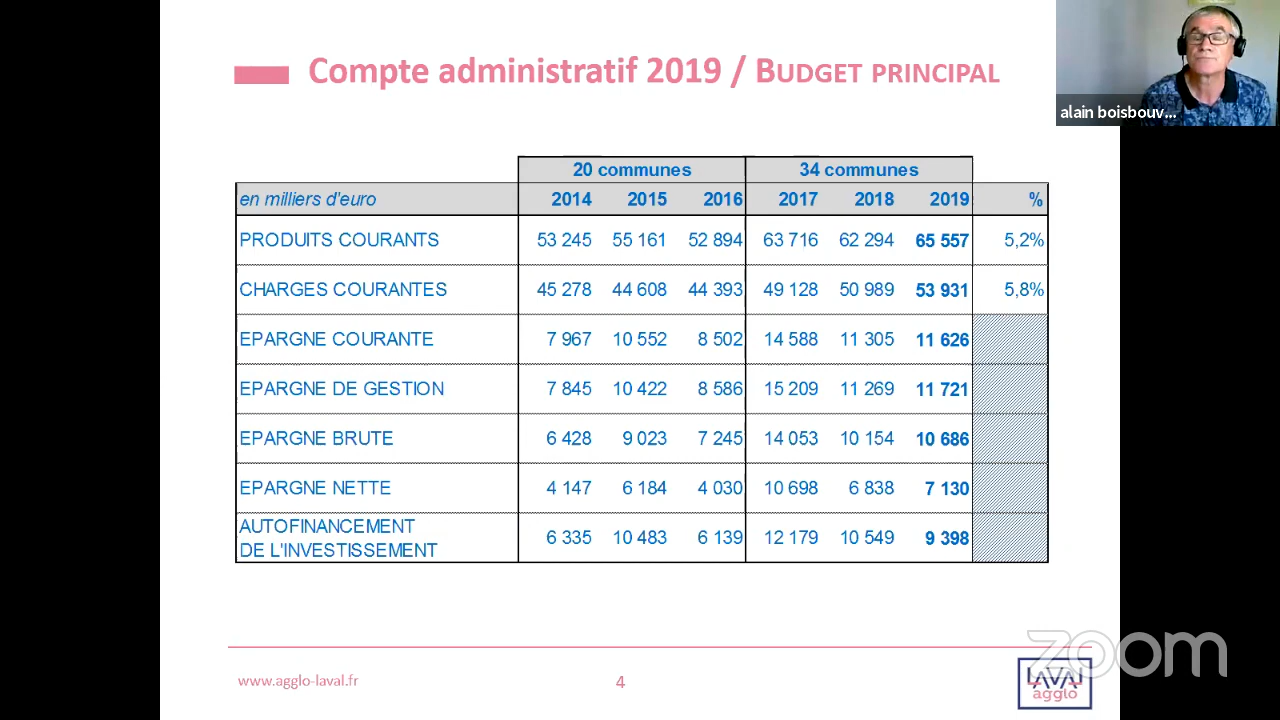 Compte administratif 2019 / BUDGET PRINCIPAL
alain boisbouv...
20 communes 34 communes
en milliers d'euro 2014 2015 2016 2017 2018 2019 %
PRODUITS COURANTS 53 245 55 161 52 894 63 716 62 294 65 557 5,2%
CHARGES COURANTES 45 278 44 608 44 393 49 128 50 989 53 931 5,8%
EPARGNE COURANTE 7 967 10 552 8 502 14 588 11 305 11 626
EPARGNE DE GESTION 7 845 10 422 8 586 15 209 11 269 11 721
EPARGNE BRUTE 6 428 9 023 7 245 14 053 10 154 10 686
EPARGNE NETTE 4 147 6 184 4 030 10 698 6 838 7 130
AUTOFINANCEMENT
DE L'INVESTISSEMENT 6 335 10 483 6 139 12 179 10 549 9 398
zoom
www.agglo-laval.fr 4
LAVAL
agglo